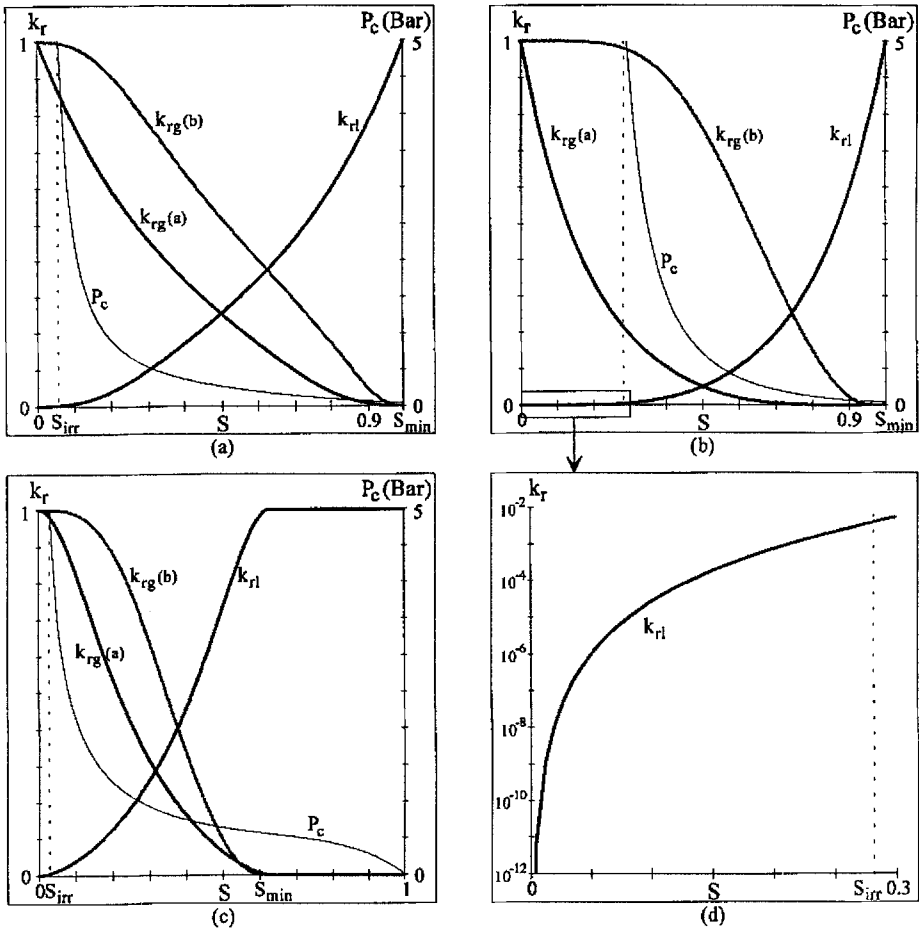 k_r P_c (Bar)
1 5
k_rg(b)
k_rl
k_rg(a)
P_c
0 0
0 S_irr S 0.9 S_min
(a)
k_r P_c (Bar)
1 5
k_rg(a) k_rg(b) k_rl
P_c
0 0
0 S 0.9 S_min
(b)
k_r P_c (Bar)
1 5
k_rg(b) k_rl
k_rg(a)
P_c
0 0
0 S_irr S S_min 1
(c)
k_r
10^-2
10^-4
k_rl
10^-6
10^-8
10^-10
10^-12
0 S S_irr 0.3
(d)